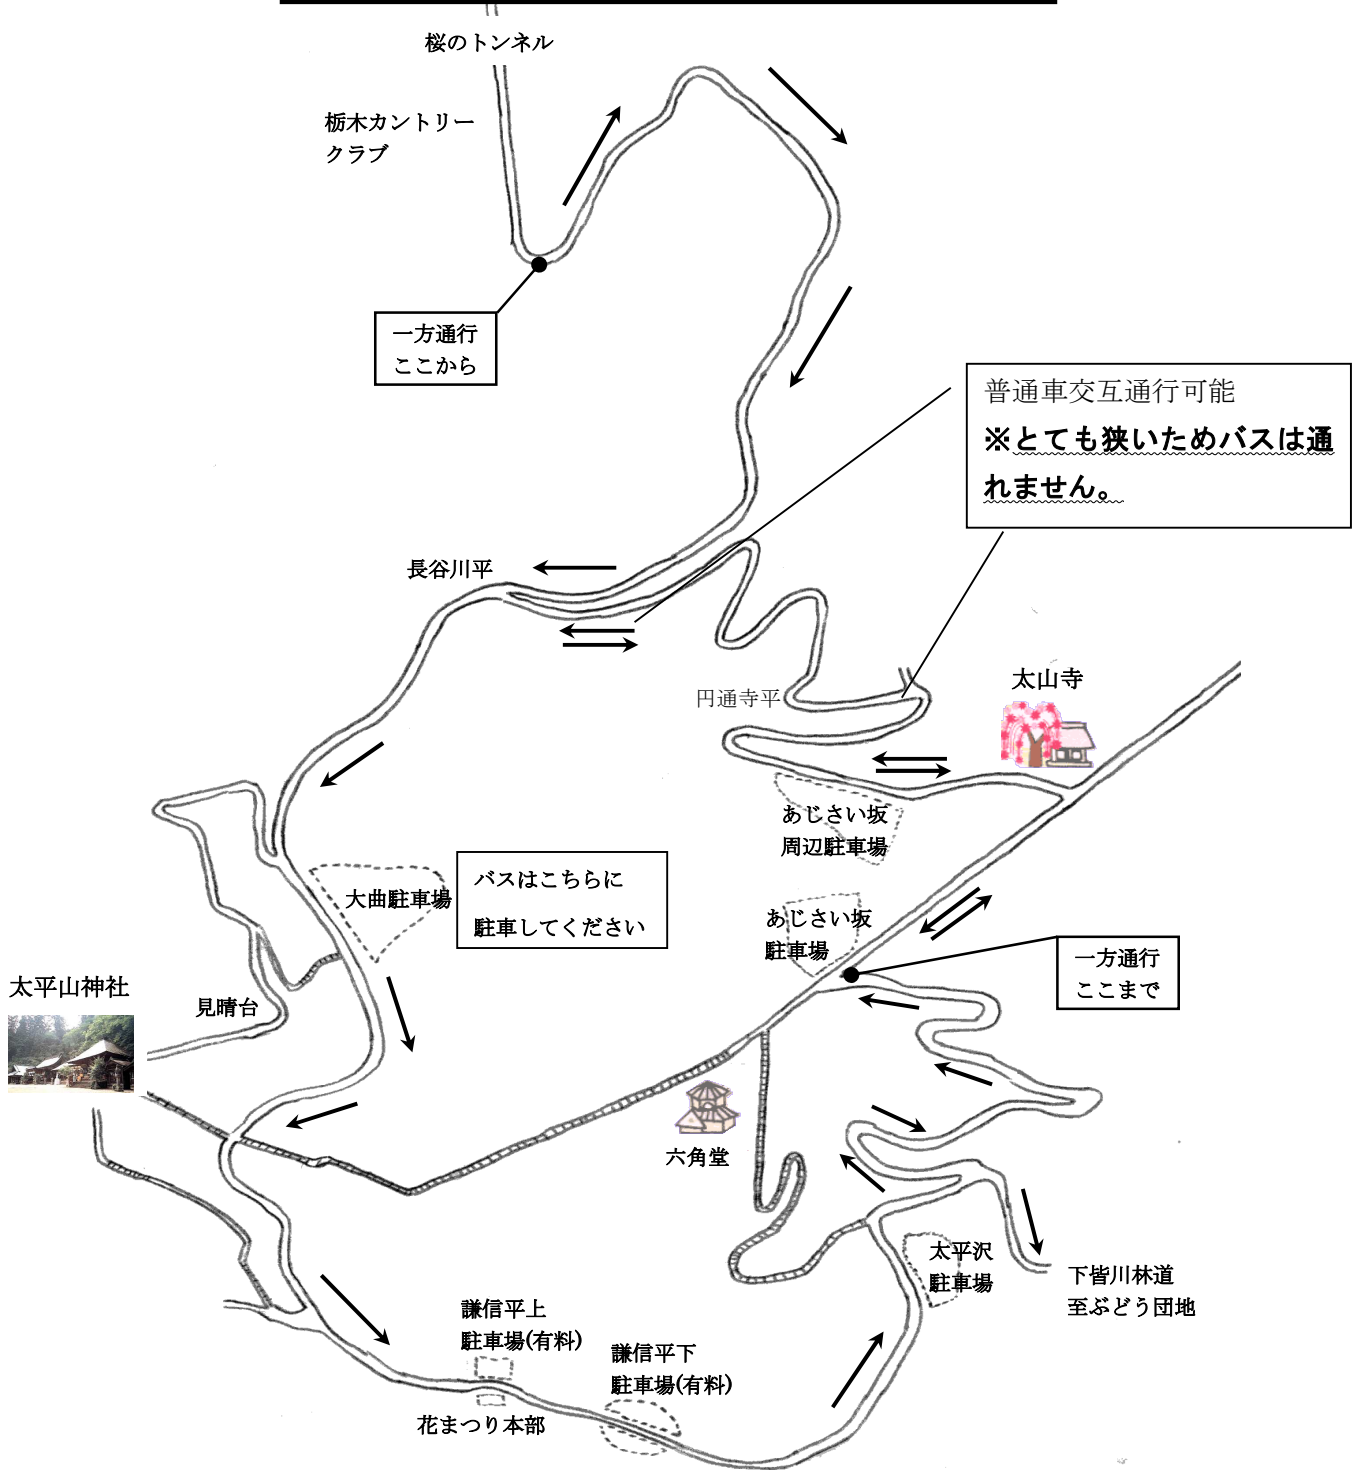 桜のトンネル
栃木カントリー
クラブ
一方通行
ここから
普通車交互通行可能
※とても狭いためバスは通
れません。
長谷川平
円通寺平
太山寺
あじさい坂
周辺駐車場
大曲駐車場
バスはこちらに
駐車してください
あじさい坂
駐車場
一方通行
ここまで
太平山神社
見晴台
六角堂
太平沢
駐車場
下皆川林道
至ぶどう団地
謙信平上
駐車場(有料)
謙信平下
駐車場(有料)
花まつり本部